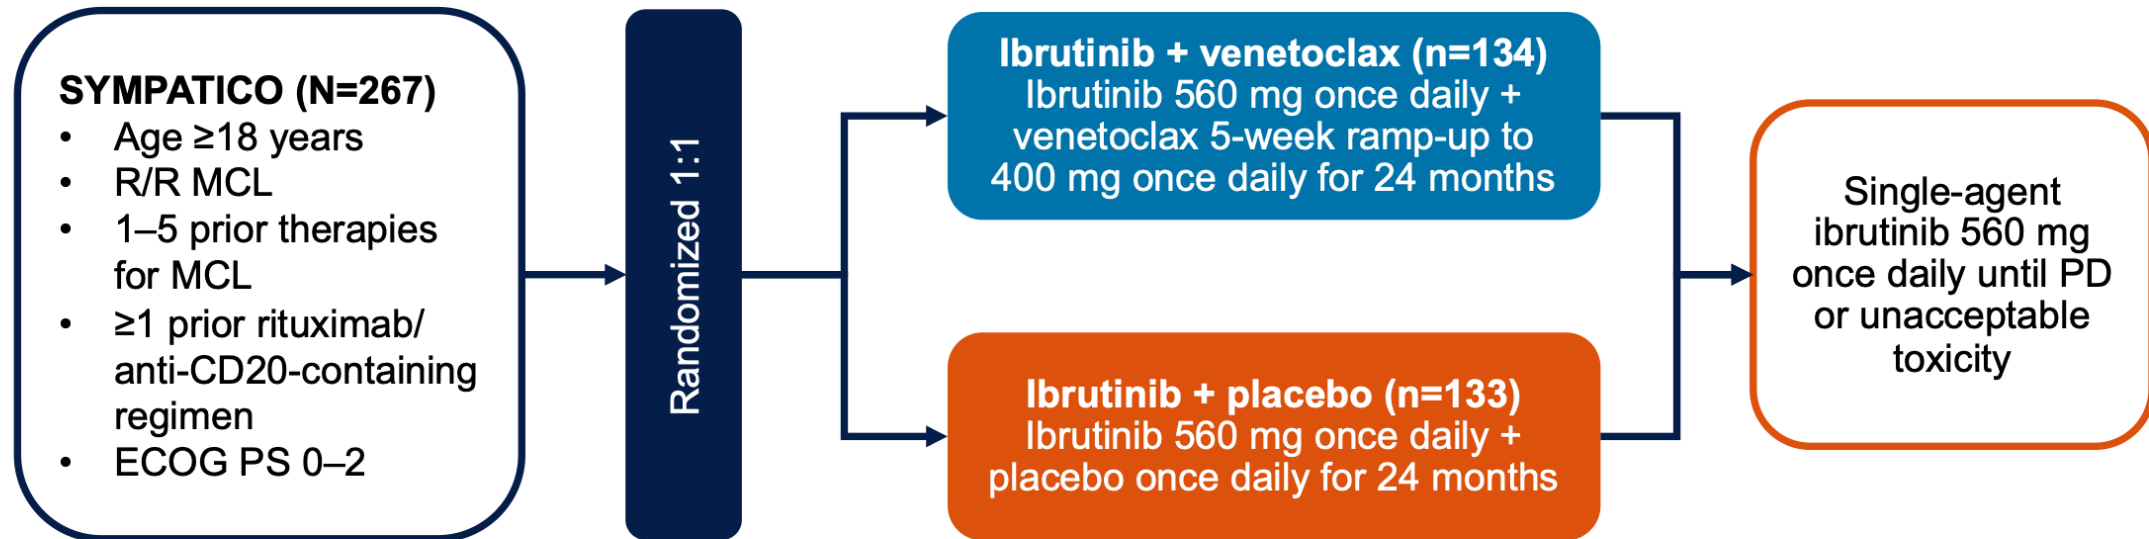 SYMPATICO (N=267)
• Age ≥18 years
• R/R MCL
• 1–5 prior therapies
for MCL
• ≥1 prior rituximab/
anti-CD20-containing
regimen
• ECOG PS 0–2
Randomized 1:1
Ibrutinib + venetoclax (n=134)
Ibrutinib 560 mg once daily +
venetoclax 5-week ramp-up to
400 mg once daily for 24 months
Ibrutinib + placebo (n=133)
Ibrutinib 560 mg once daily +
placebo once daily for 24 months
Single-agent
ibrutinib 560 mg
once daily until PD
or unacceptable
toxicity